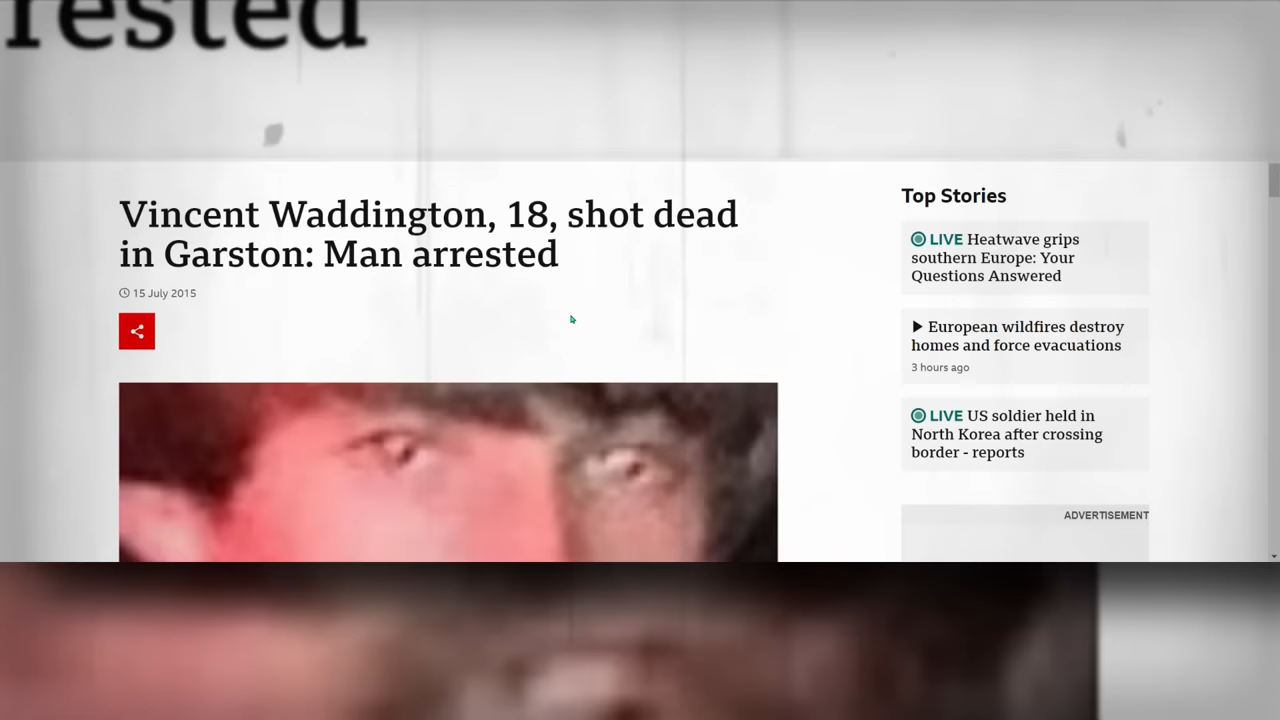 rested
Vincent Waddington, 18, shot dead
in Garston: Man arrested
15 July 2015
Top Stories
LIVE Heatwave grips
southern Europe: Your
Questions Answered
European wildfires destroy
homes and force evacuations
3 hours ago
LIVE US soldier held in
North Korea after crossing
border - reports
ADVERTISEMENT